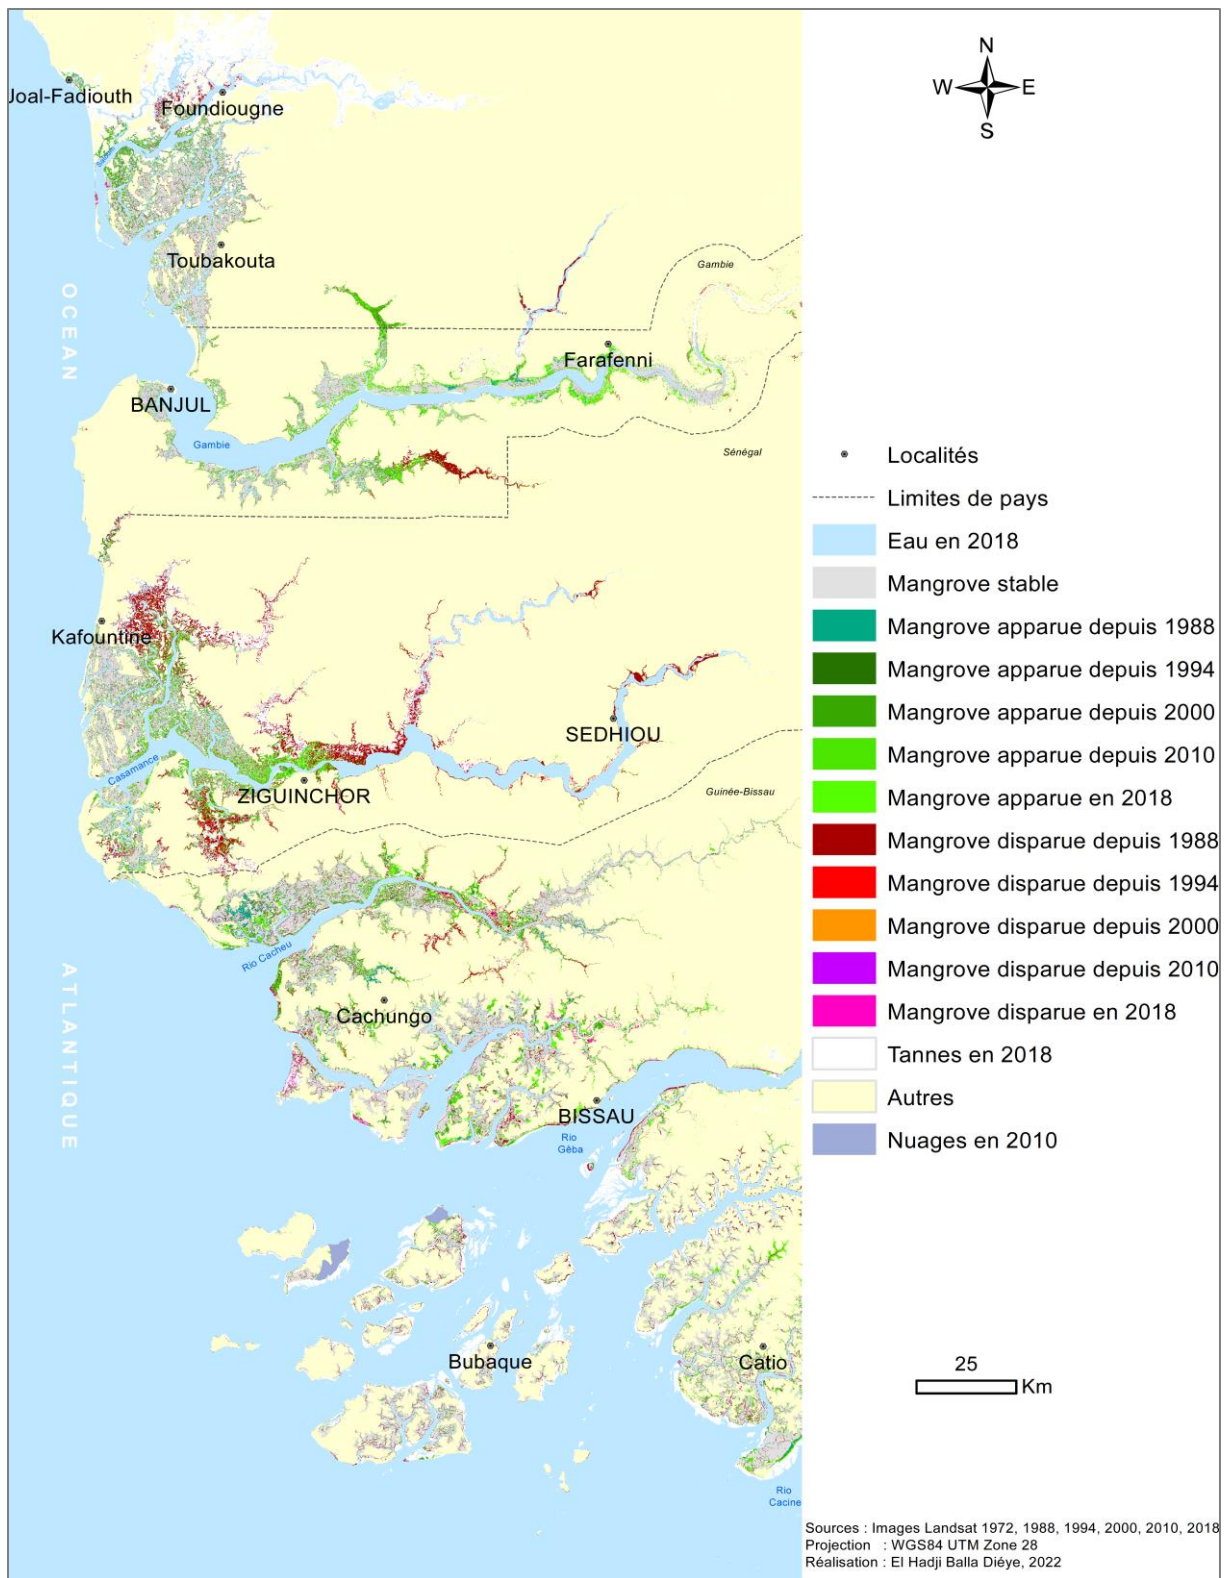 N
W
E
S
Joal-Fadiouth
Foundiougne
Toubakouta
Gambie
Farafenni
OCEAN
BANJUL
Gambie
Sénégal
Kafountine
SEDHIOU
Casamance
ZIGUINCHOR
Guinée-Bissau
Rio Cacheu
ATLANTIQUE
Cachungo
BISSAU
Rio
Gêba
Bubaque
Catio
Rio
Cacine
Localités
Limites de pays
Eau en 2018
Mangrove stable
Mangrove apparue depuis 1988
Mangrove apparue depuis 1994
Mangrove apparue depuis 2000
Mangrove apparue depuis 2010
Mangrove apparue en 2018
Mangrove disparue depuis 1988
Mangrove disparue depuis 1994
Mangrove disparue depuis 2000
Mangrove disparue depuis 2010
Mangrove disparue en 2018
Tannes en 2018
Autres
Nuages en 2010
25
Km
Sources : Images Landsat 1972, 1988, 1994, 2000, 2010, 2018
Projection : WGS84 UTM Zone 28
Réalisation : El Hadji Balla Diéye, 2022